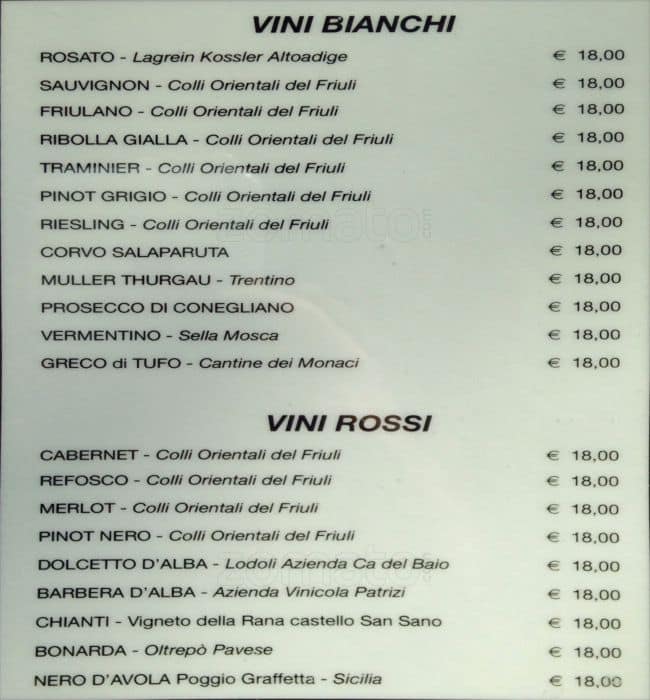 VINI BIANCHI
ROSATO - Lagrein Kossler Altoadige € 18,00
SAUVIGNON - Colli Orientali del Friuli € 18,00
FRIULANO - Colli Orientali del Friuli € 18,00
RIBOLLA GIALLA - Colli Orientali del Friuli € 18,00
TRAMINIER - Colli Orientali del Friuli € 18,00
PINOT GRIGIO - Colli Orientali del Friuli € 18,00
RIESLING - Colli Orientali del Friuli € 18,00
zomato.com
CORVO SALAPARUTA € 18,00
MULLER THURGAU - Trentino € 18,00
PROSECCO DI CONEGLIANO € 18,00
VERMENTINO - Sella Mosca € 18,00
GRECO di TUFO - Cantine dei Monaci € 18,00
VINI ROSSI
CABERNET - Colli Orientali del Friuli € 18,00
REFOSCO - Colli Orientali del Friuli € 18,00
MERLOT - Colli Orientali del Friuli € 18,00
PINOT NERO - Colli Orientali del Friuli € 18,00
DOLCETTO D'ALBA - Lodoli Azienda Ca del Baio € 18,00
zomato.com
BARBERA D'ALBA - Azienda Vinicola Patrizi € 18,00
CHIANTI - Vigneto della Rana castello San Sano € 18,00
BONARDA - Oltrepò Pavese € 18,00
NERO D'AVOLA Poggio Graffetta - Sicilia € 18,00